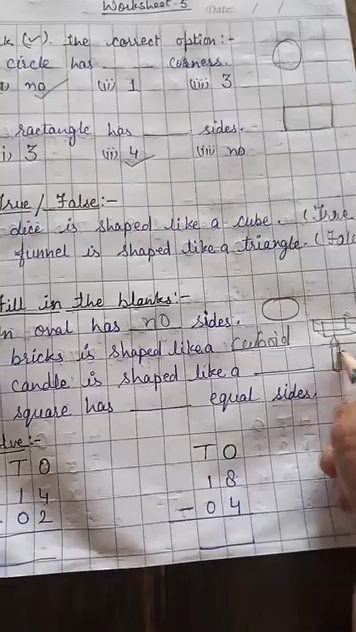 Worksheet-5 Date: / /
k (✓) the correct option:-
circle has ____ corners.
i) no ✓ (ii) 1 (iii) 3
ractangle has ____ sides.
i) 3 (ii) 4 ✓ (iii) no
True/False:-
dice is shaped like a cube. (True
funnel is shaped like a triangle. (Fals
fill in the blanks:-
n oval has no sides.
bricks is shaped like a Cuboid
candle is shaped like a ____
square has ____ equal sides.
lve:-
T O T O
1 4 1 8
- 0 2 - 0 4